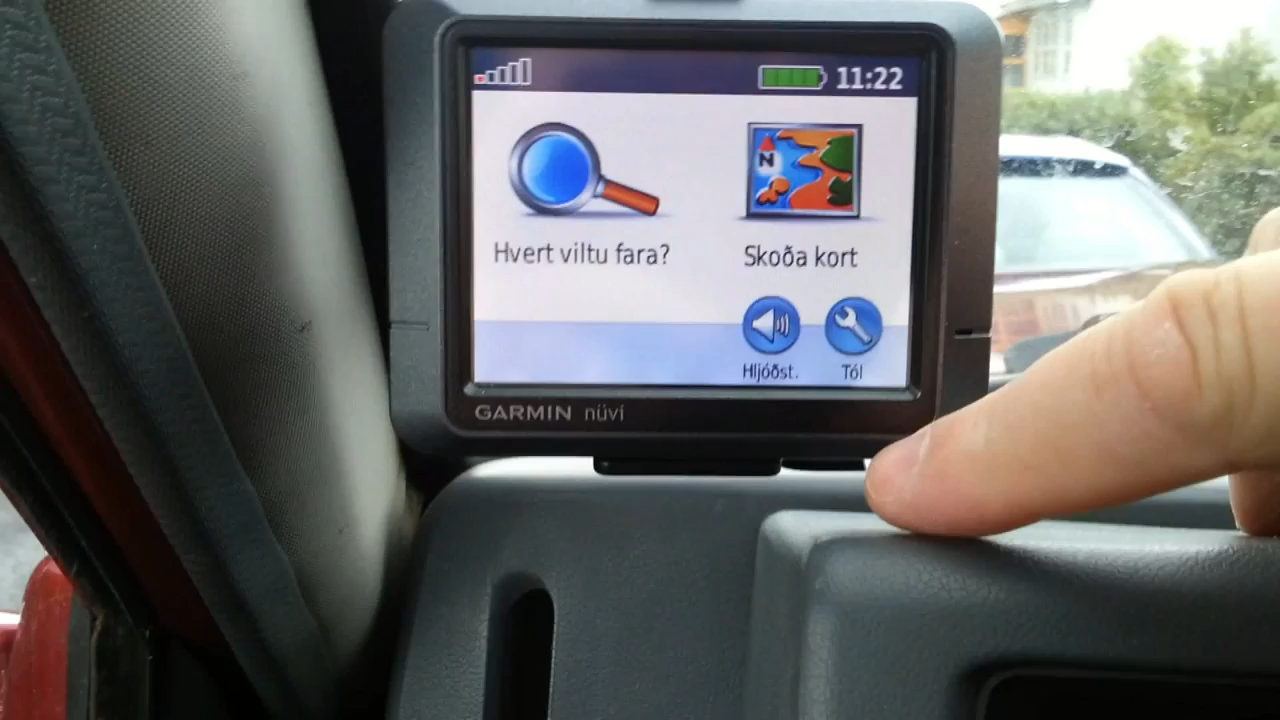 11:22
N
Hvert viltu fara?
Skoða kort
Hljóðst.
Tól
GARMIN nüvi